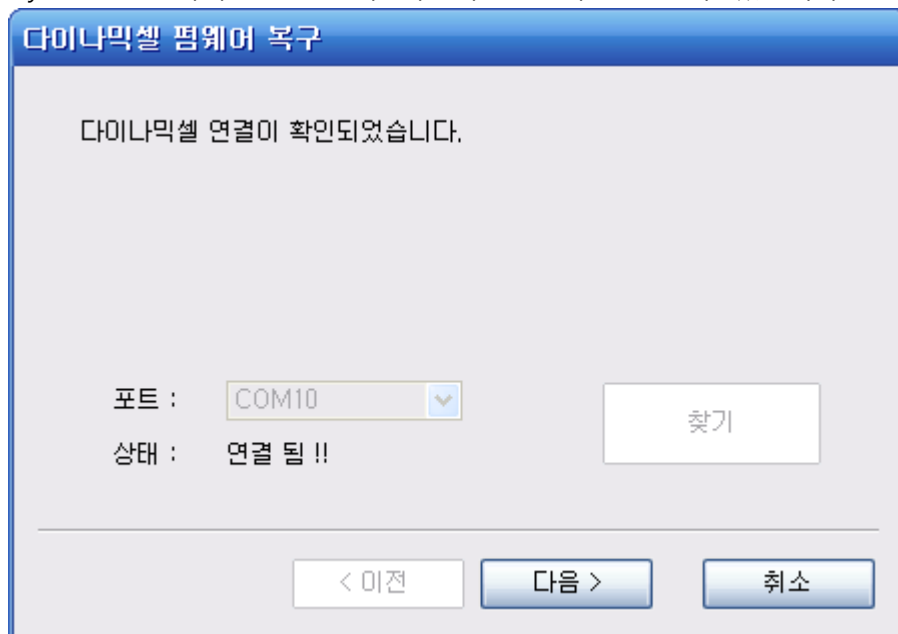 다이나믹셀 펌웨어 복구
다이나믹셀 연결이 확인되었습니다.
포트 : COM10
찾기
상태 : 연결 됨 !!
< 이전 다음 > 취소